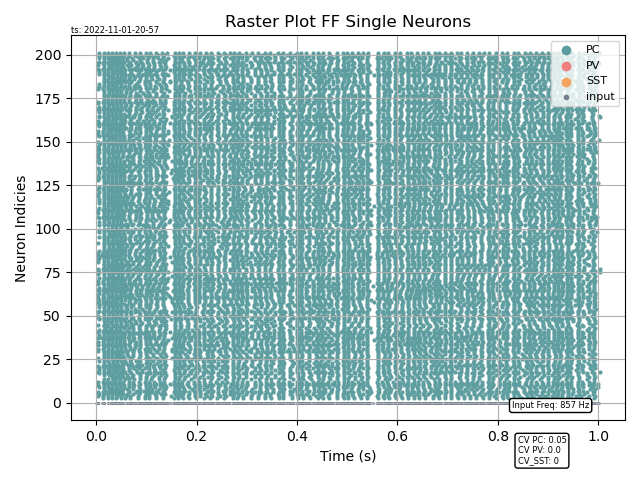 Raster Plot FF Single Neurons
ts: 2022-11-01-20-57
PC
PV
SST
input
200
175
150
125
100
75
50
25
0
Neuron Indicies
Input Freq: 857 Hz
0.0 0.2 0.4 0.6 0.8 1.0
Time (s)
CV PC: 0.05
CV PV: 0.0
CV_SST: 0